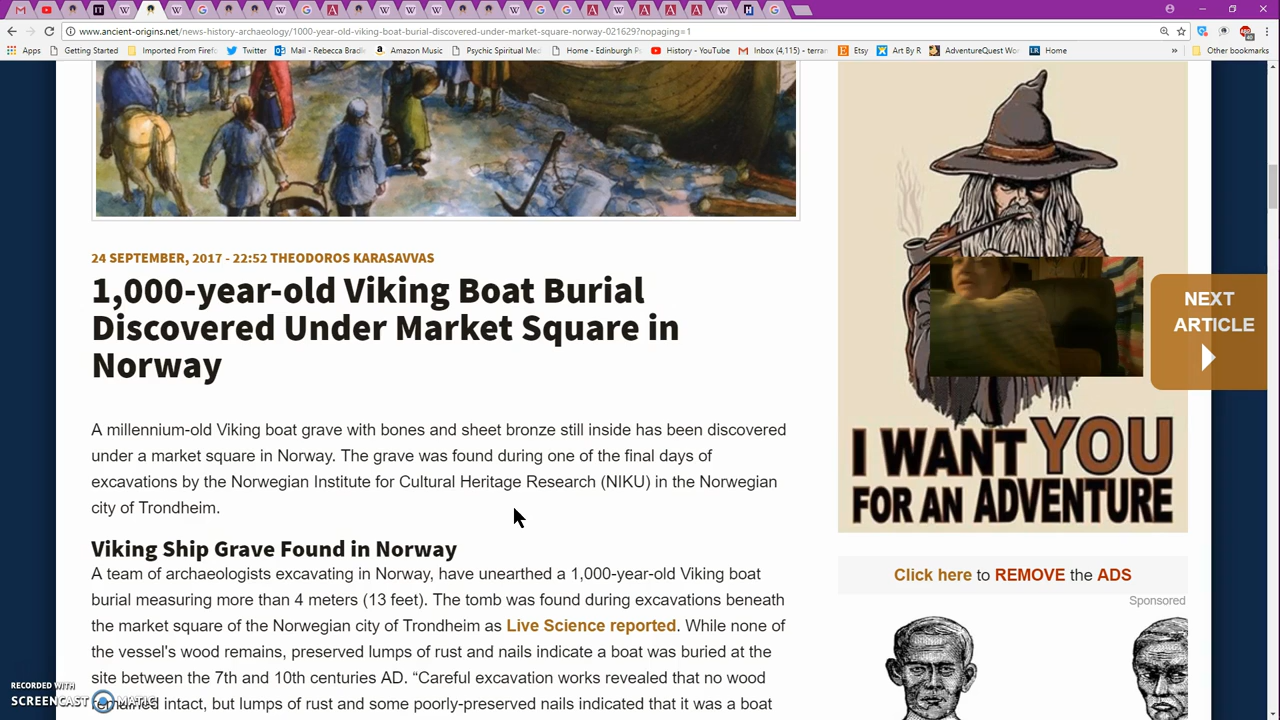 www.ancient-origins.net/news-history-archaeology/1000-year-old-viking-boat-burial-discovered-under-market-square-norway-021629?nopaging=1
Apps Getting Started Imported From Firefo Twitter Mail - Rebecca Bradl Amazon Music Psychic Spiritual Med Home - Edinburgh P History - YouTube Inbox (4,115) - terran Etsy Art By R AdventureQuest Wor Home » Other bookmarks
24 SEPTEMBER, 2017 - 22:52 THEODOROS KARASAVVAS
1,000-year-old Viking Boat Burial
Discovered Under Market Square in
Norway
A millennium-old Viking boat grave with bones and sheet bronze still inside has been discovered
under a market square in Norway. The grave was found during one of the final days of
excavations by the Norwegian Institute for Cultural Heritage Research (NIKU) in the Norwegian
city of Trondheim.
Viking Ship Grave Found in Norway
A team of archaeologists excavating in Norway, have unearthed a 1,000-year-old Viking boat
burial measuring more than 4 meters (13 feet). The tomb was found during excavations beneath
the market square of the Norwegian city of Trondheim as Live Science reported. While none of
the vessel's wood remains, preserved lumps of rust and nails indicate a boat was buried at the
site between the 7th and 10th centuries AD. “Careful excavation works revealed that no wood
remained intact, but lumps of rust and some poorly-preserved nails indicated that it was a boat
I WANT YOU
FOR AN ADVENTURE
NEXT
ARTICLE
Click here to REMOVE the ADS
Sponsored
RECORDED WITH
SCREENCAST MATIC